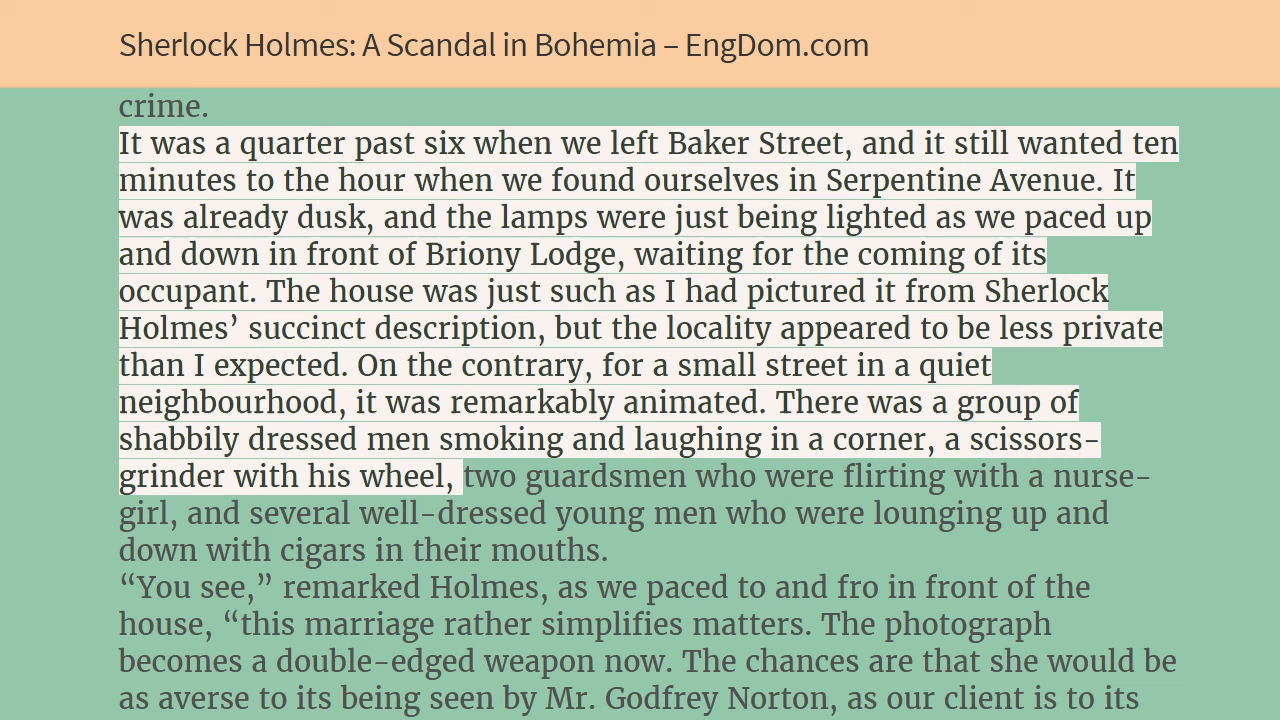 Sherlock Holmes: A Scandal in Bohemia – EngDom.com
crime.
It was a quarter past six when we left Baker Street, and it still wanted ten
minutes to the hour when we found ourselves in Serpentine Avenue. It
was already dusk, and the lamps were just being lighted as we paced up
and down in front of Briony Lodge, waiting for the coming of its
occupant. The house was just such as I had pictured it from Sherlock
Holmes’ succinct description, but the locality appeared to be less private
than I expected. On the contrary, for a small street in a quiet
neighbourhood, it was remarkably animated. There was a group of
shabbily dressed men smoking and laughing in a corner, a scissors-
grinder with his wheel, two guardsmen who were flirting with a nurse-
girl, and several well-dressed young men who were lounging up and
down with cigars in their mouths.
“You see,” remarked Holmes, as we paced to and fro in front of the
house, “this marriage rather simplifies matters. The photograph
becomes a double-edged weapon now. The chances are that she would be
as averse to its being seen by Mr. Godfrey Norton, as our client is to its